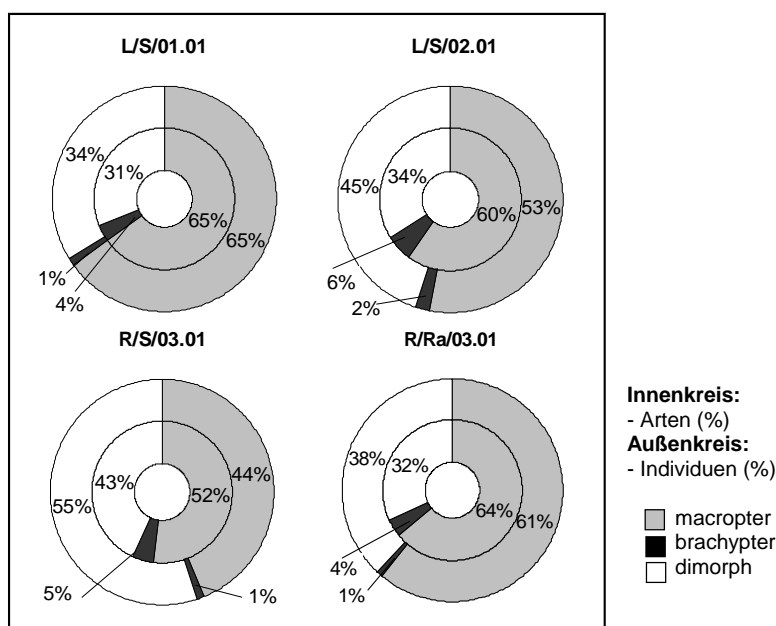 L/S/01.01
34%
31%
65%
65%
1%
4%
L/S/02.01
45%
34%
60%
53%
6%
2%
R/S/03.01
55%
43%
52%
44%
5%
1%
R/Ra/03.01
38%
32%
64%
61%
4%
1%
Innenkreis:
- Arten (%)
Außenkreis:
- Individuen (%)
macropter
brachypter
dimorph